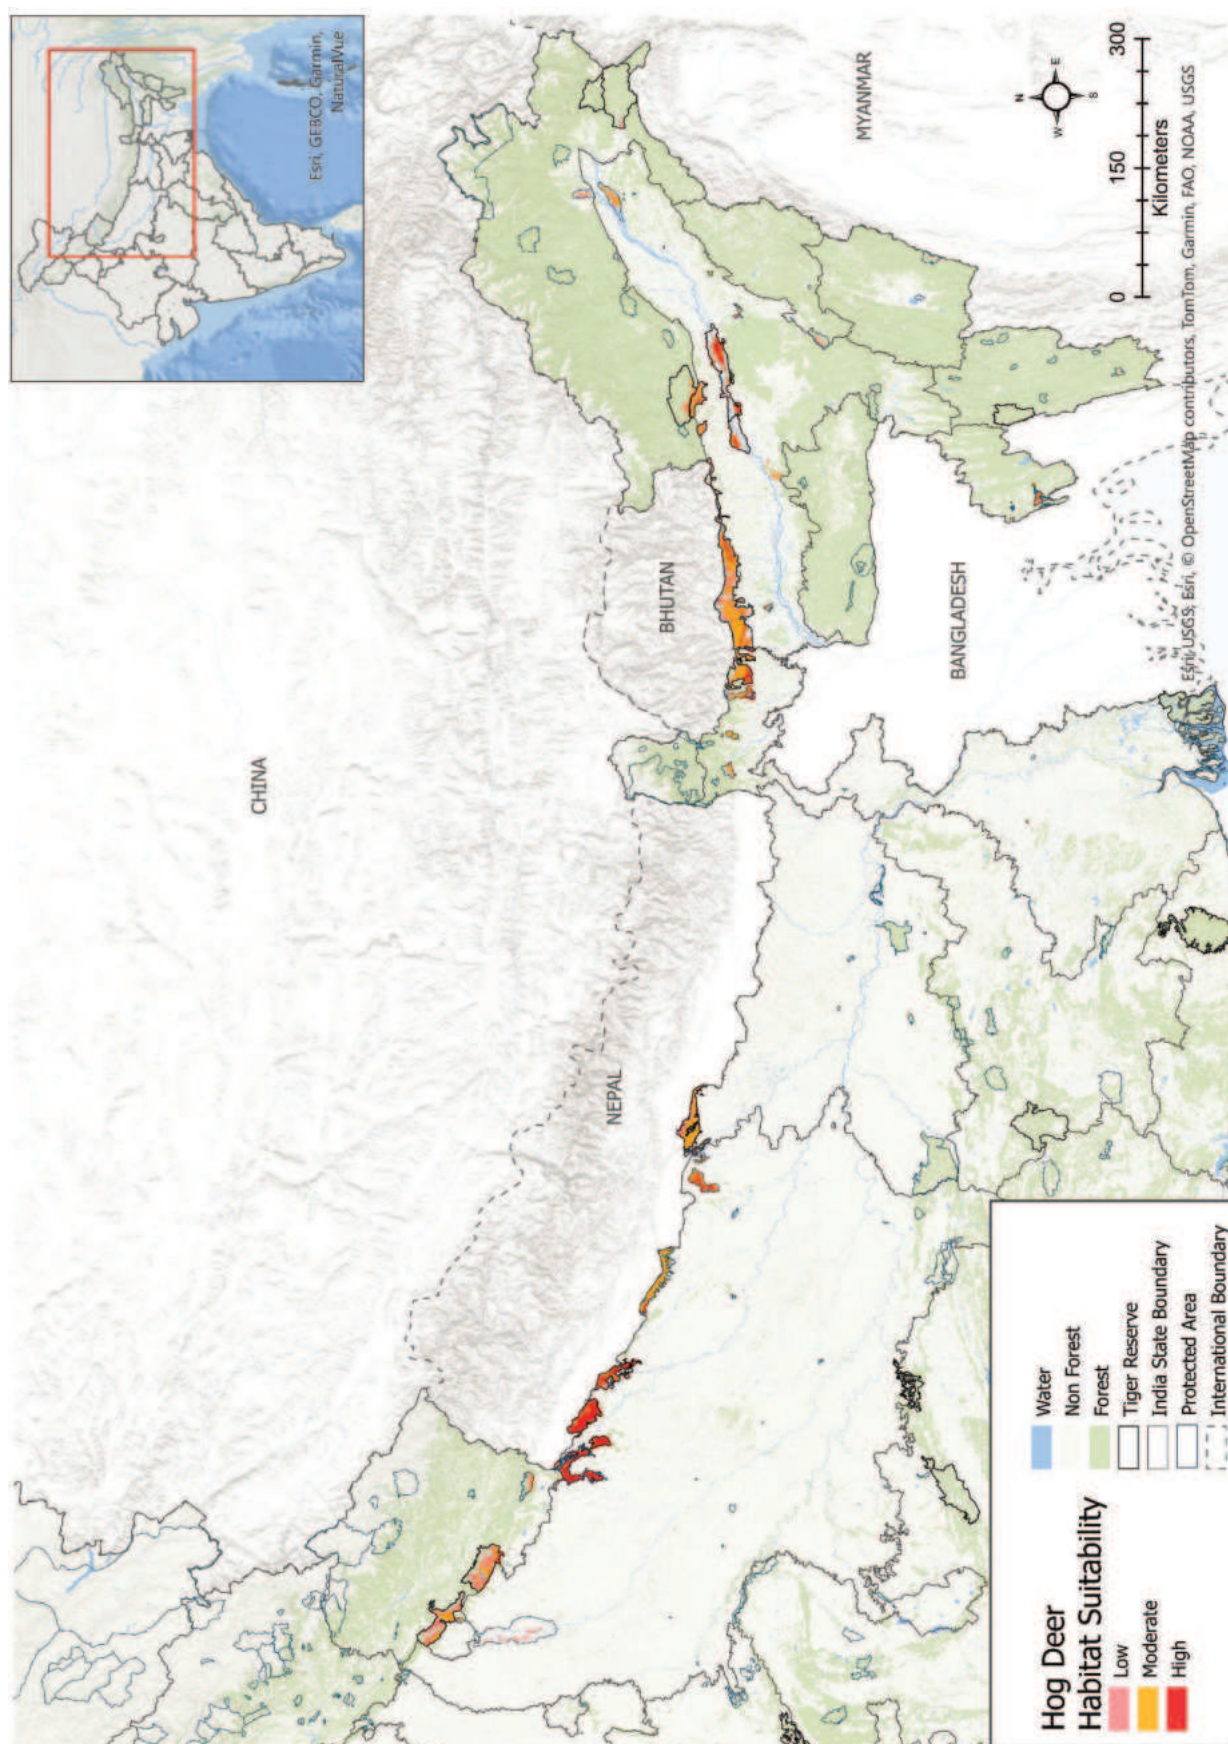 Esri, GEBCO, Garmin,
NaturalVue
CHINA
NEPAL
BHUTAN
BANGLADESH
MYANMAR
N
E
S
W
0
150
300
Kilometers
Hog Deer
Habitat Suitability
Low
Moderate
High
Water
Non Forest
Forest
Tiger Reserve
India State Boundary
Protected Area
International Boundary
Esri, USGS, Esri, © OpenStreetMap contributors, TomTom, Garmin, FAO, NOAA, USGS